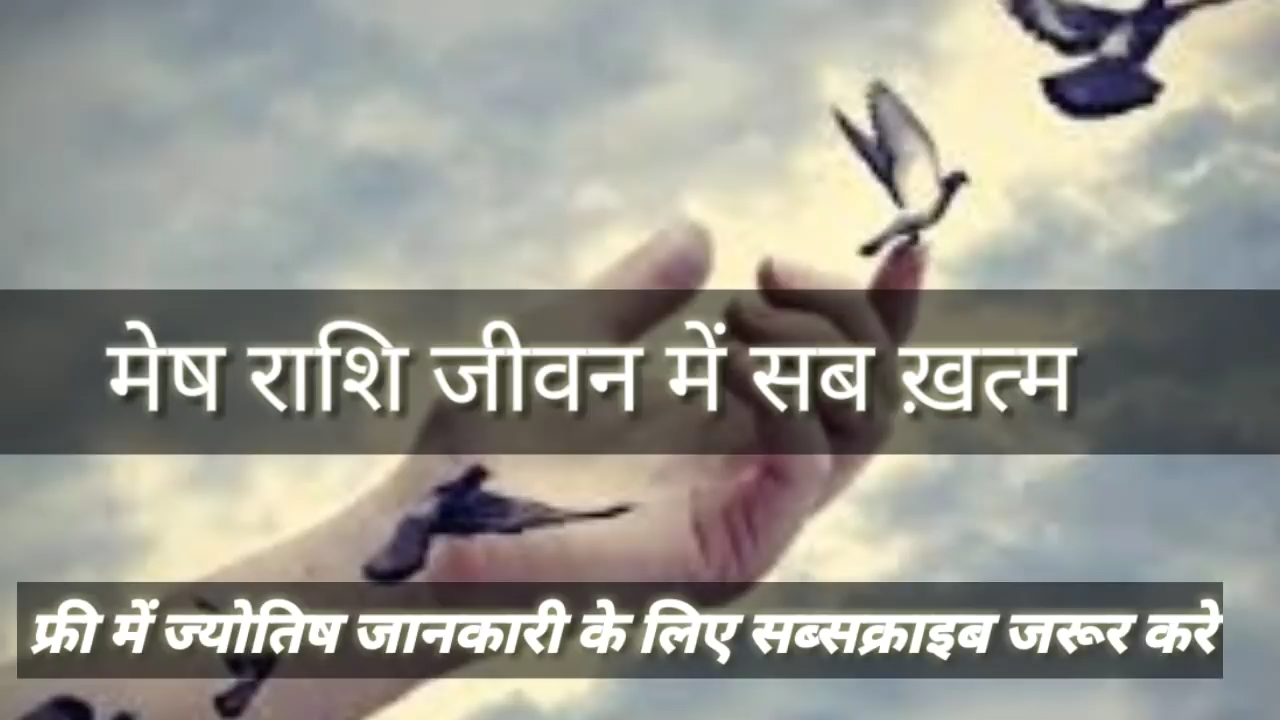 मेष राशि जीवन में सब ख़त्म
फ्री में ज्योतिष जानकारी के लिए सब्सक्राइब जरूर करे